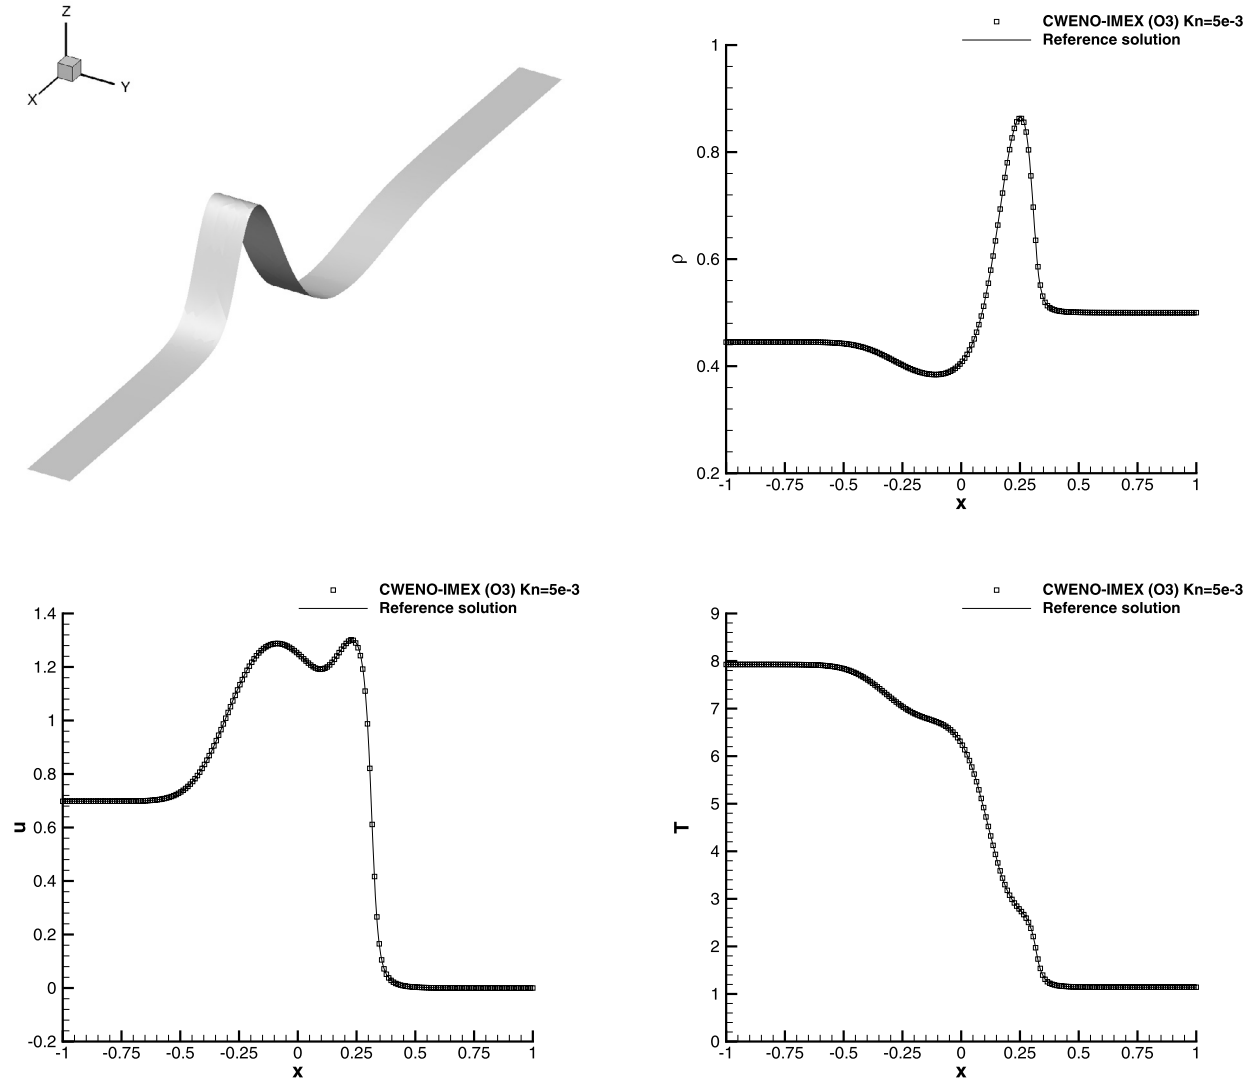 Z
X
Y
CWENO-IMEX (O3) Kn=5e-3
Reference solution
1
0.8
0.6
0.4
0.2
ρ
-1 -0.75 -0.5 -0.25 0 0.25 0.5 0.75 1
x
CWENO-IMEX (O3) Kn=5e-3
Reference solution
1.4
1.2
1
0.8
0.6
0.4
0.2
0
-0.2
u
-1 -0.75 -0.5 -0.25 0 0.25 0.5 0.75 1
x
CWENO-IMEX (O3) Kn=5e-3
Reference solution
9
8
7
6
5
4
3
2
1
0
T
-1 -0.75 -0.5 -0.25 0 0.25 0.5 0.75 1
x